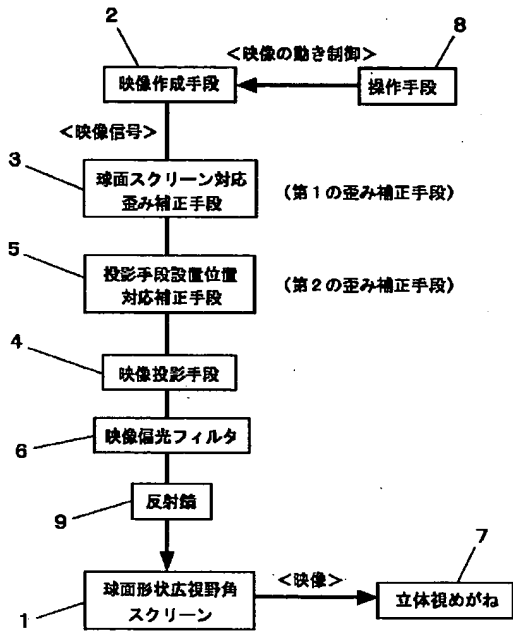 2
8
<映像の動き制御>
映像作成手段
操作手段
<映像信号>
3
球面スクリーン対応
歪み補正手段
(第1の歪み補正手段)
5
投影手段設置位置
対応補正手段
(第2の歪み補正手段)
4
映像投影手段
映像偏光フィルタ
6
反射鏡
9
7
<映像>
球面形状広視野角
スクリーン
立体視めがね
1